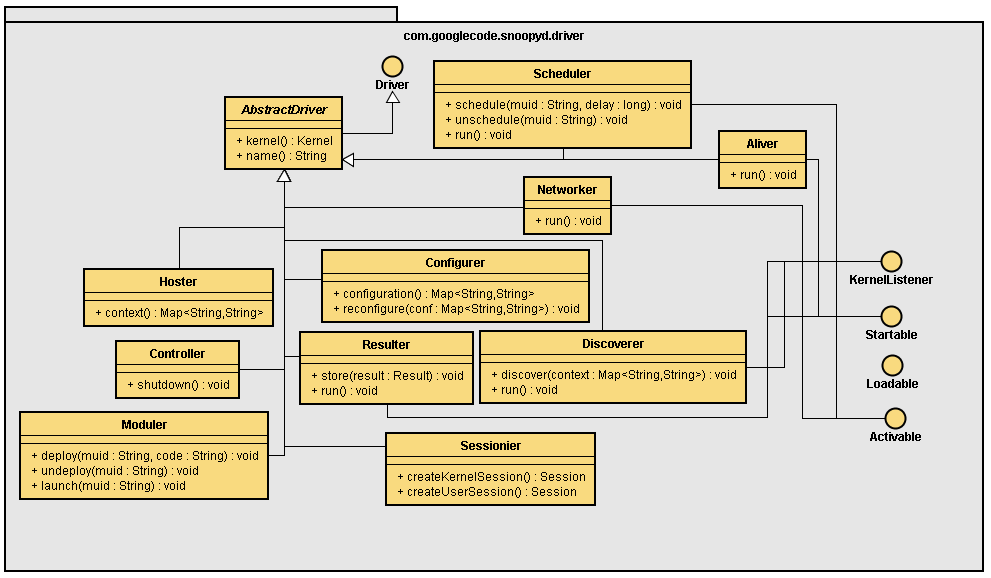 com.googlecode.snoopyd.driver
Driver
Scheduler
+ schedule(muid : String, delay : long) : void
+ unschedule(muid : String) : void
+ run() : void
AbstractDriver
+ kernel() : Kernel
+ name() : String
Aliver
+ run() : void
Networker
+ run() : void
Hoster
+ context() : Map<String,String>
Configurer
+ configuration() : Map<String,String>
+ reconfigure(conf : Map<String,String>) : void
KernelListener
Startable
Loadable
Activable
Controller
+ shutdown() : void
Resulter
+ store(result : Result) : void
+ run() : void
Discoverer
+ discover(context : Map<String,String>) : void
+ run() : void
Moduler
+ deploy(muid : String, code : String) : void
+ undeploy(muid : String) : void
+ launch(muid : String) : void
Sessionier
+ createKernelSession() : Session
+ createUserSession() : Session